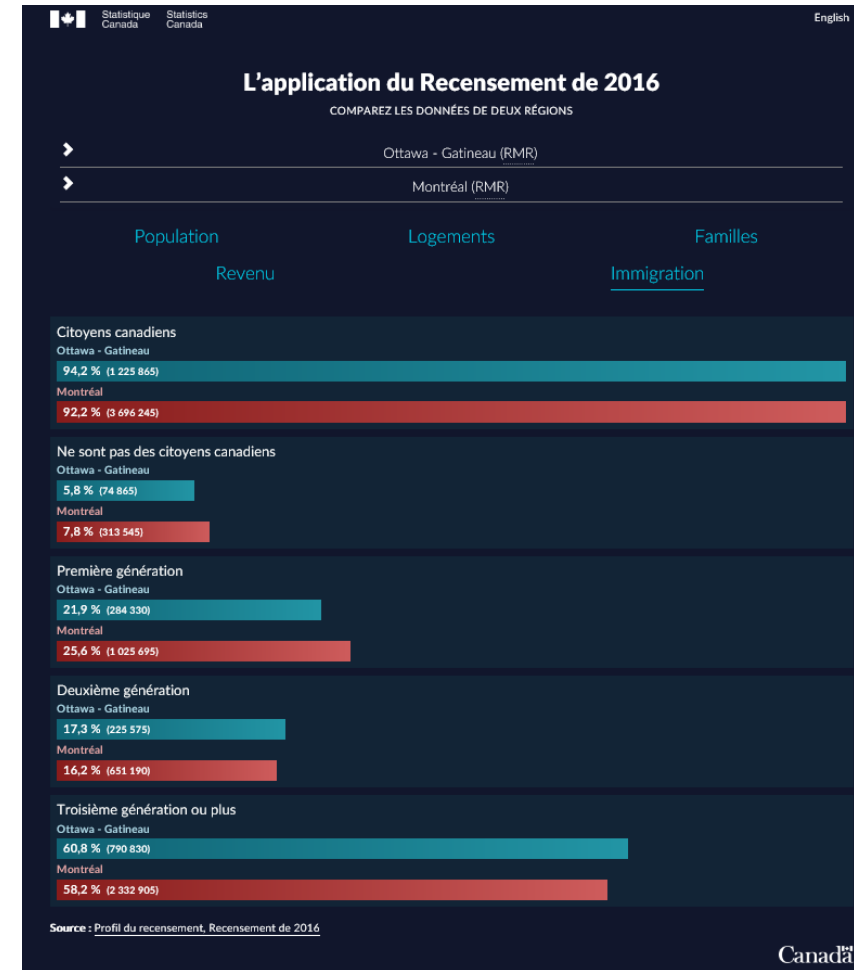 Statistique Canada
Statistics Canada
English
L'application du Recensement de 2016
COMPAREZ LES DONNÉES DE DEUX RÉGIONS
Ottawa - Gatineau (RMR)
Montréal (RMR)
Population
Logements
Familles
Revenu
Immigration
Citoyens canadiens
Ottawa - Gatineau
94,2 % (1 225 865)
Montréal
92,2 % (3 696 245)
Ne sont pas des citoyens canadiens
Ottawa - Gatineau
5,8 % (74 865)
Montréal
7,8 % (313 545)
Première génération
Ottawa - Gatineau
21,9 % (284 330)
Montréal
25,6 % (1 025 695)
Deuxième génération
Ottawa - Gatineau
17,3 % (225 575)
Montréal
16,2 % (651 190)
Troisième génération ou plus
Ottawa - Gatineau
60,8 % (790 830)
Montréal
58,2 % (2 332 905)
Source : Profil du recensement, Recensement de 2016
Canada